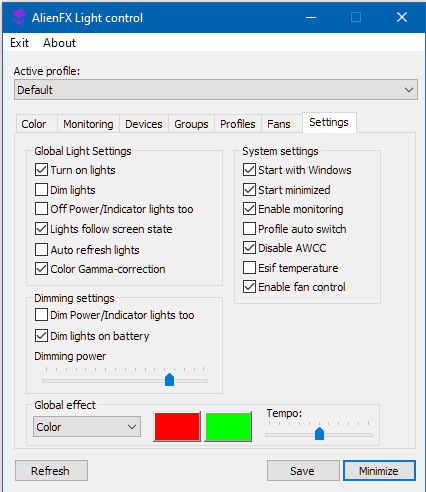 AlienFX Light control
Exit About
Active profile:
Default
Color Monitoring Devices Groups Profiles Fans Settings
Global Light Settings
Turn on lights
Dim lights
Off Power/Indicator lights too
Lights follow screen state
Auto refresh lights
Color Gamma-correction
System settings
Start with Windows
Start minimized
Enable monitoring
Profile auto switch
Disable AWCC
Esif temperature
Enable fan control
Dimming settings
Dim Power/Indicator lights too
Dim lights on battery
Dimming power
Global effect
Color
Tempo:
Refresh Save Minimize